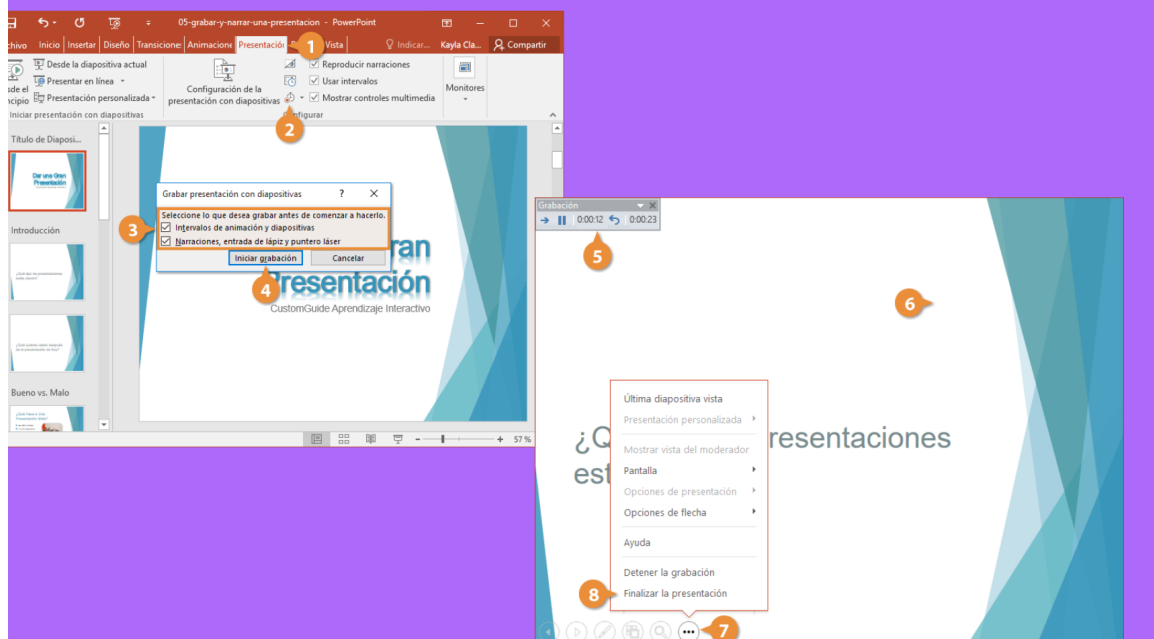 05-grabar-y-narrar-una-presentacion - PowerPoint
Inicio Insertar Diseño Transicione Animacione Presentació Vista Indicar... Kayla Cla... Compartir
1
Desde la diapositiva actual
Presentar en línea
Presentación personalizada
Iniciar presentación con diapositivas
Configuración de la
presentación con diapositivas
Reproducir narraciones
Usar intervalos
Mostrar controles multimedia
2
Monitores
Título de Diaposi...
Dar una Gran
Presentación
Introducción
Bueno vs. Malo
Grabar presentación con diapositivas ? X
Seleccione lo que desea grabar antes de comenzar a hacerlo.
3
Intervalos de animación y diapositivas
Narraciones, entrada de lápiz y puntero láser
Iniciar grabación Cancelar
4
ran
Presentación
CustomGuide Aprendizaje Interactivo
57 %
Grabación
0:00:12 0:00:23
5
6
¿Q resentaciones
est
Última diapositiva vista
Presentación personalizada
Mostrar vista del moderador
Pantalla
Opciones de presentación
Opciones de flecha
Ayuda
Detener la grabación
8
Finalizar la presentación
7